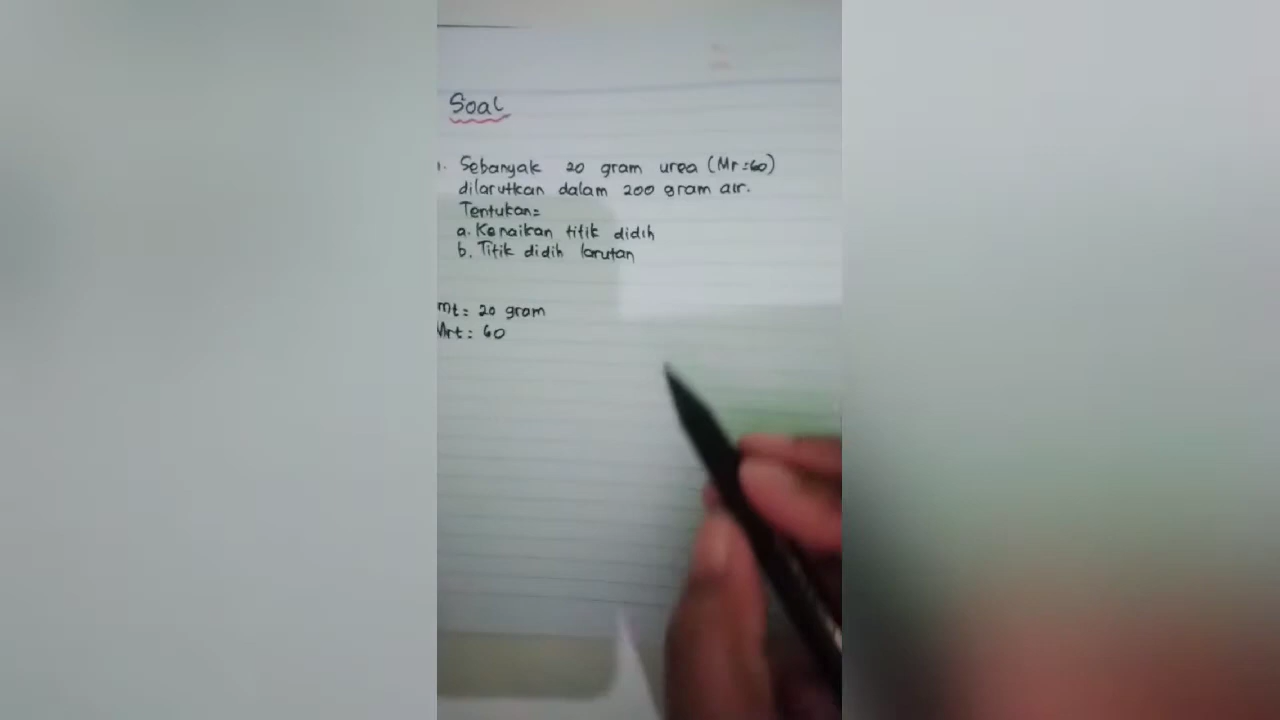 Soal
1. Sebanyak 20 gram urea (Mr=60)
dilarutkan dalam 200 gram air.
Tentukan=
a. Kenaikan titik didih
b. Titik didih larutan
mt= 20 gram
Mrt= 60